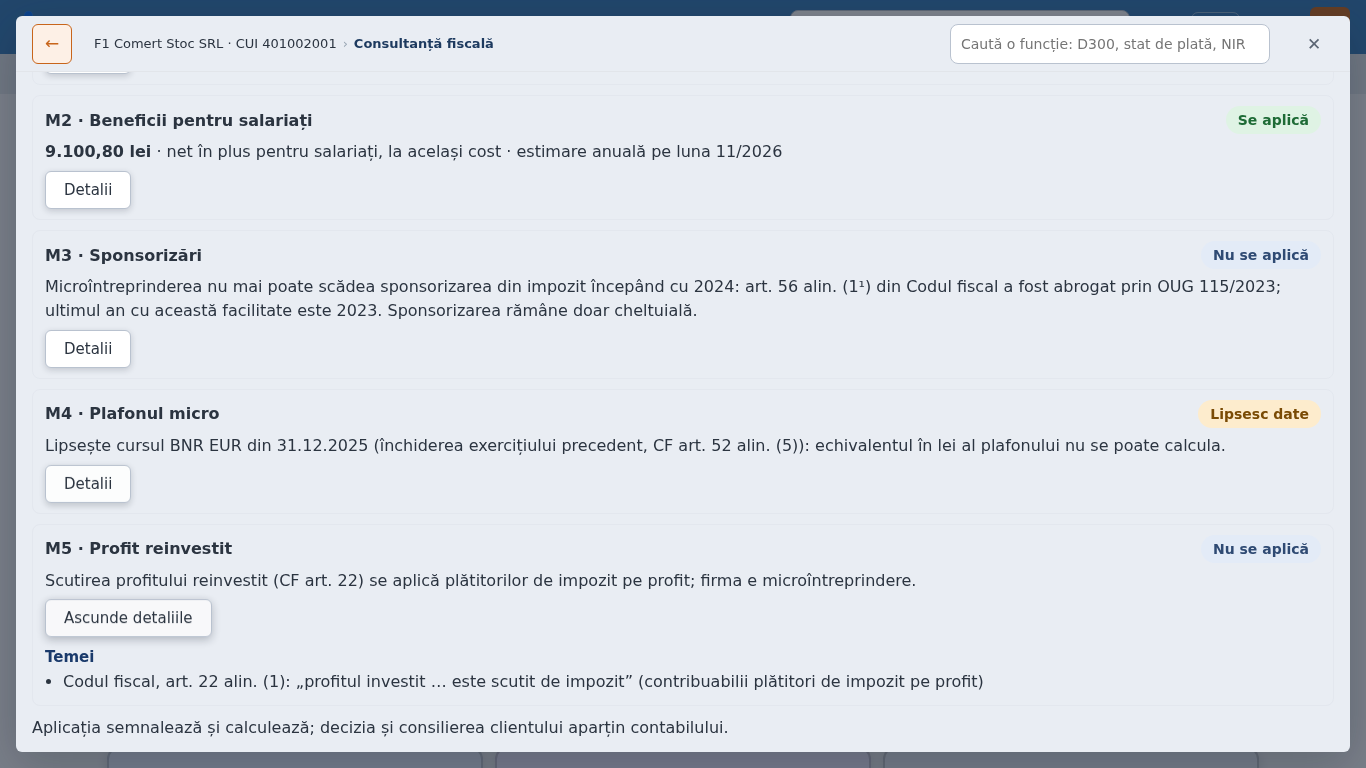 ←
F1 Comert Stoc SRL · CUI 401002001 › Consultanță fiscală
Caută o funcție: D300, stat de plată, NIR
✕
M2 · Beneficii pentru salariați
Se aplică
9.100,80 lei · net în plus pentru salariați, la același cost · estimare anuală pe luna 11/2026
Detalii
M3 · Sponsorizări
Nu se aplică
Microîntreprinderea nu mai poate scădea sponsorizarea din impozit începând cu 2024: art. 56 alin. (1¹) din Codul fiscal a fost abrogat prin OUG 115/2023;
ultimul an cu această facilitate este 2023. Sponsorizarea rămâne doar cheltuială.
Detalii
M4 · Plafonul micro
Lipsesc date
Lipsește cursul BNR EUR din 31.12.2025 (închiderea exercițiului precedent, CF art. 52 alin. (5)): echivalentul în lei al plafonului nu se poate calcula.
Detalii
M5 · Profit reinvestit
Nu se aplică
Scutirea profitului reinvestit (CF art. 22) se aplică plătitorilor de impozit pe profit; firma e microîntreprindere.
Ascunde detaliile
Temei
• Codul fiscal, art. 22 alin. (1): „profitul investit … este scutit de impozit” (contribuabilii plătitori de impozit pe profit)
Aplicația semnalează și calculează; decizia și consilierea clientului aparțin contabilului.